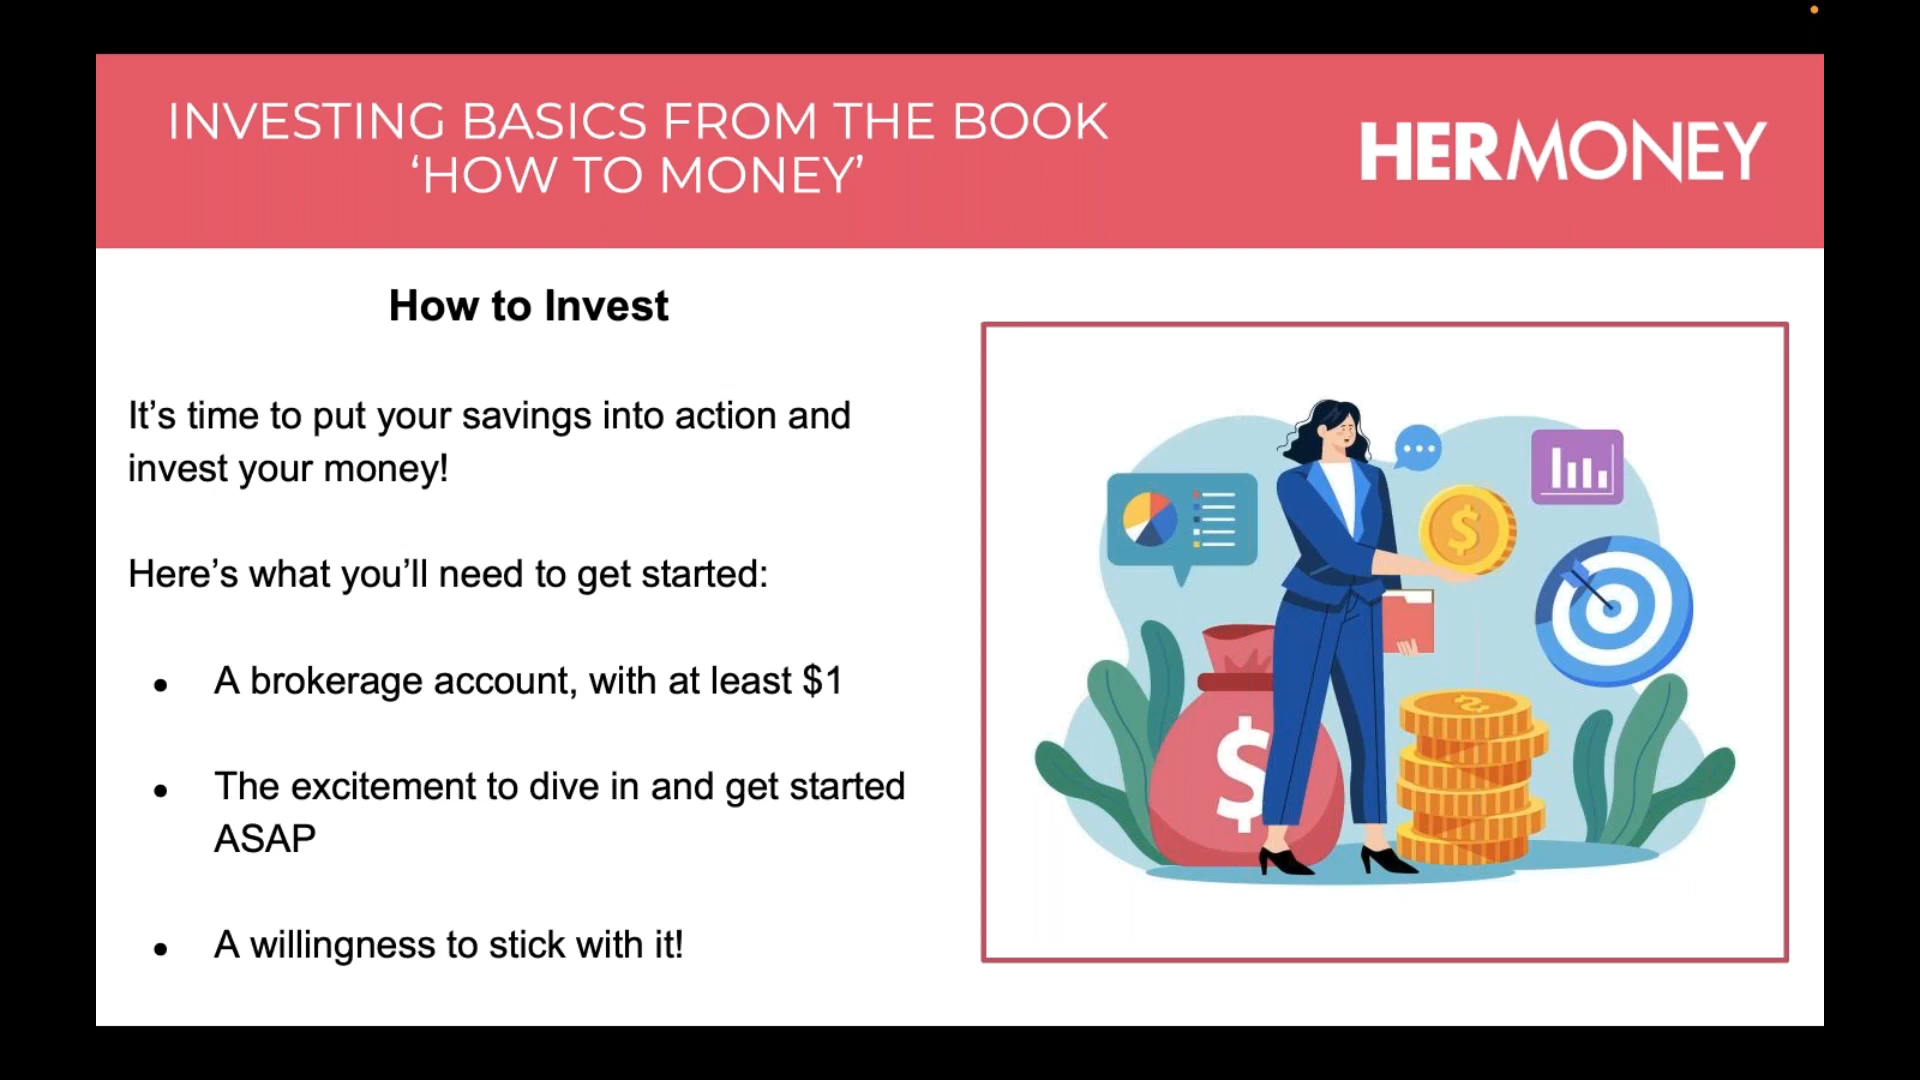 INVESTING BASICS FROM THE BOOK
‘HOW TO MONEY’
HERMONEY
How to Invest
It’s time to put your savings into action and
invest your money!
Here’s what you’ll need to get started:
● A brokerage account, with at least $1
● The excitement to dive in and get started
ASAP
● A willingness to stick with it!
$
$